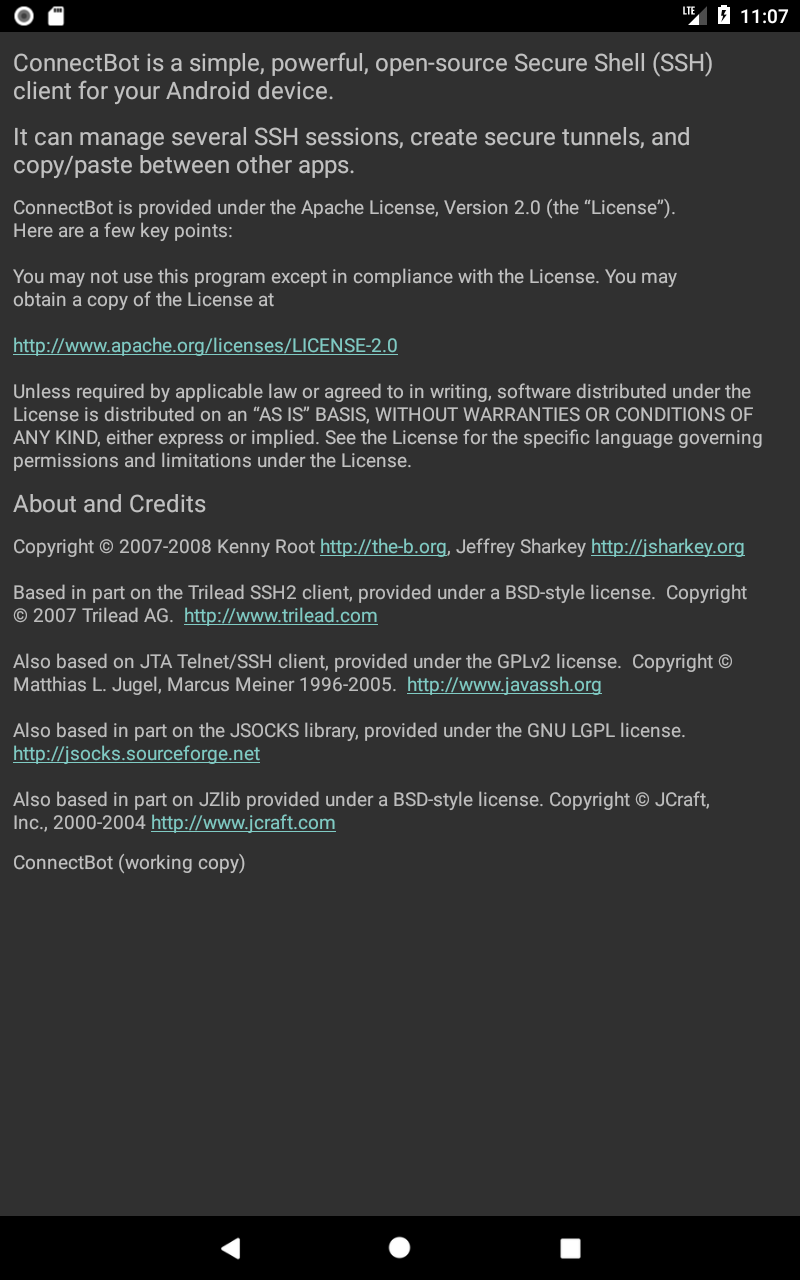 LTE 11:07
ConnectBot is a simple, powerful, open-source Secure Shell (SSH)
client for your Android device.
It can manage several SSH sessions, create secure tunnels, and
copy/paste between other apps.
ConnectBot is provided under the Apache License, Version 2.0 (the “License”).
Here are a few key points:
You may not use this program except in compliance with the License. You may
obtain a copy of the License at
http://www.apache.org/licenses/LICENSE-2.0
Unless required by applicable law or agreed to in writing, software distributed under the
License is distributed on an “AS IS” BASIS, WITHOUT WARRANTIES OR CONDITIONS OF
ANY KIND, either express or implied. See the License for the specific language governing
permissions and limitations under the License.
About and Credits
Copyright © 2007-2008 Kenny Root http://the-b.org, Jeffrey Sharkey http://jsharkey.org
Based in part on the Trilead SSH2 client, provided under a BSD-style license.  Copyright
© 2007 Trilead AG.  http://www.trilead.com
Also based on JTA Telnet/SSH client, provided under the GPLv2 license.  Copyright ©
Matthias L. Jugel, Marcus Meiner 1996-2005.  http://www.javassh.org
Also based in part on the JSOCKS library, provided under the GNU LGPL license.
http://jsocks.sourceforge.net
Also based in part on JZlib provided under a BSD-style license. Copyright © JCraft,
Inc., 2000-2004 http://www.jcraft.com
ConnectBot (working copy)